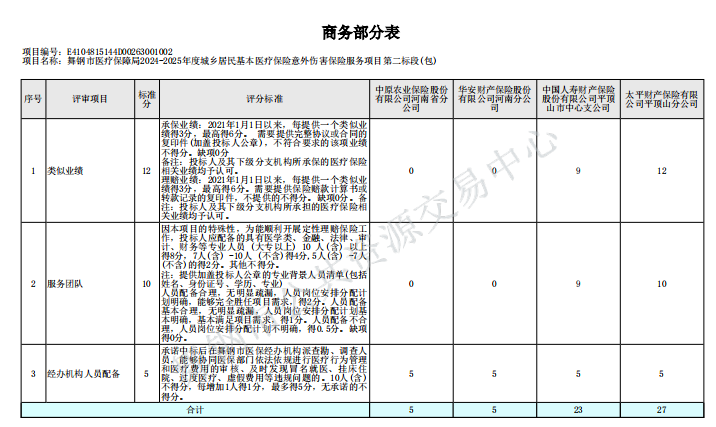 商务部分表
项目编号：E4104815144D00263001002
项目名称：舞钢市医疗保障局2024-2025年度城乡居民基本医疗保险意外伤害保险服务项目第二标段(包)
序号 评审项目 标准分 评分标准 中原农业保险股份有限公司河南省分公司 华安财产保险股份有限公司河南分公司 中国人寿财产保险股份有限公司平顶山市中心支公司 太平财产保险有限公司平顶山分公司
1 类似业绩 12
承保业绩：2021年1月1日以来，每提供一个类似业
绩得3分，最高得6分。 需要提供完整协议或合同的
复印件(加盖投标人公章)，不符合要求的该项业绩
不得分。缺项0分
备注：投标人及其下级分支机构所承保的医疗保险
相关业绩均予认可。
理赔业绩：2021年1月1日以来，每提供一个类似业
绩得3分，最高得6分。需要提供保险赔款计算书或
转款记录的复印件，不提供的不得分。缺项0分。备
注：投标人及其下级分支机构所承担的医疗保险相
关业绩均予认可。
0 0 9 12
2 服务团队 10
因本项目的特殊性，为能顺利开展定性理赔保险工
作，投标人应配备的具有医学类、金融、法律、审
计、财务等专业人员 (大专以上) 10 人(含) 以上
得8分，7人(含) -10人 (不含)得4分,5人(含) -7人
(不含)的得2分。其他不得分。
注：提供加盖投标人公章的专业背景人员清单(包括
姓名、身份证号、学历、专业)
人员配备合理，无明显疏漏，人员岗位安排分配计
划明确，能够完全胜任项目需求，得2分。人员配备
基本合理，无明显疏漏，人员岗位安排分配计划基
本明确，基本满足项目需求，得1分。人员配备不合
理，人员岗位安排分配计划不明确，得0.5分。缺项
得0分。
0 0 9 10
3 经办机构人员配备 5
承诺中标后在舞钢市医保经办机构派查勘、调查人
员，能够协同医保部门依法依规进行医疗行为管理
和医疗费用的审核、及时发现冒名就医、挂床住
院、过度医疗、虚假费用等违规问题的。10人(含)
不得分，每增加1人得1分，最多得5分，无承诺的不
得分。
5 5 5 5
合计 5 5 23 27